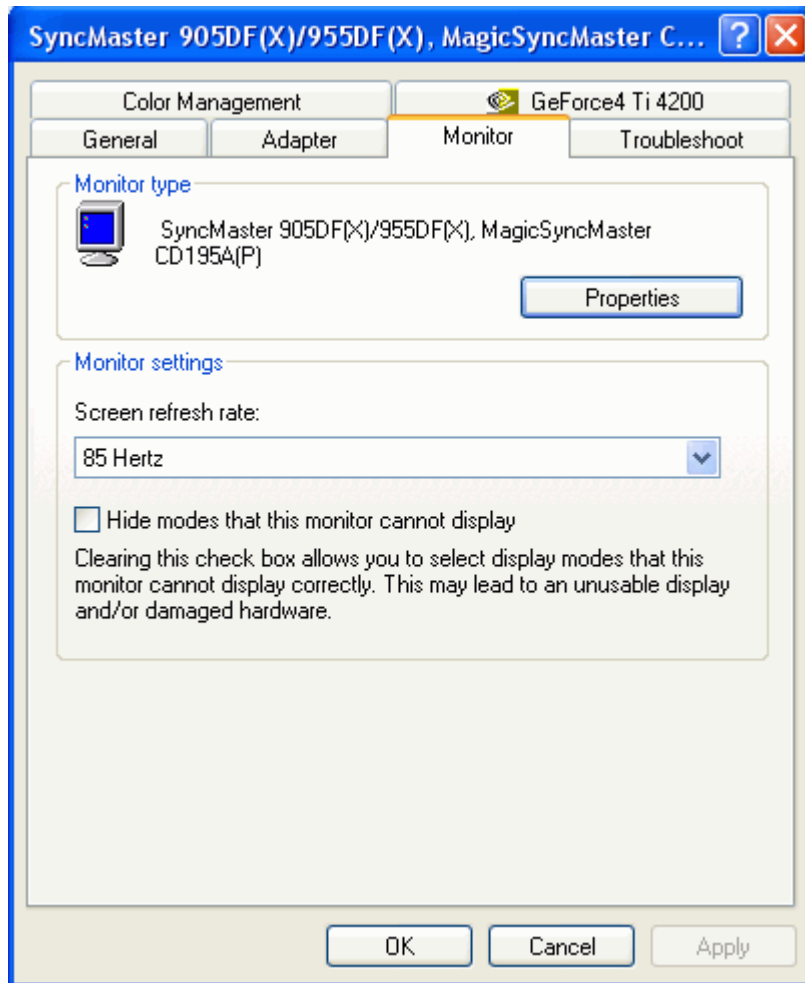 SyncMaster 905DF(X)/955DF(X), MagicSyncMaster C...
Color Management
GeForce4 Ti 4200
General
Adapter
Monitor
Troubleshoot
Monitor type
SyncMaster 905DF(X)/955DF(X), MagicSyncMaster
CD195A(P)
Properties
Monitor settings
Screen refresh rate:
85 Hertz
Hide modes that this monitor cannot display
Clearing this check box allows you to select display modes that this
monitor cannot display correctly. This may lead to an unusable display
and/or damaged hardware.
OK
Cancel
Apply